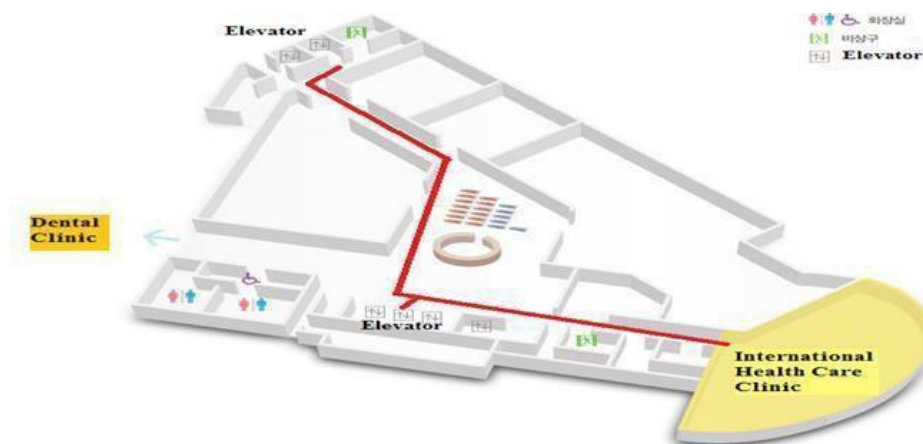 Elevator
화장실
비상구
Elevator
Dental
Clinic
Elevator
International
Health Care
Clinic